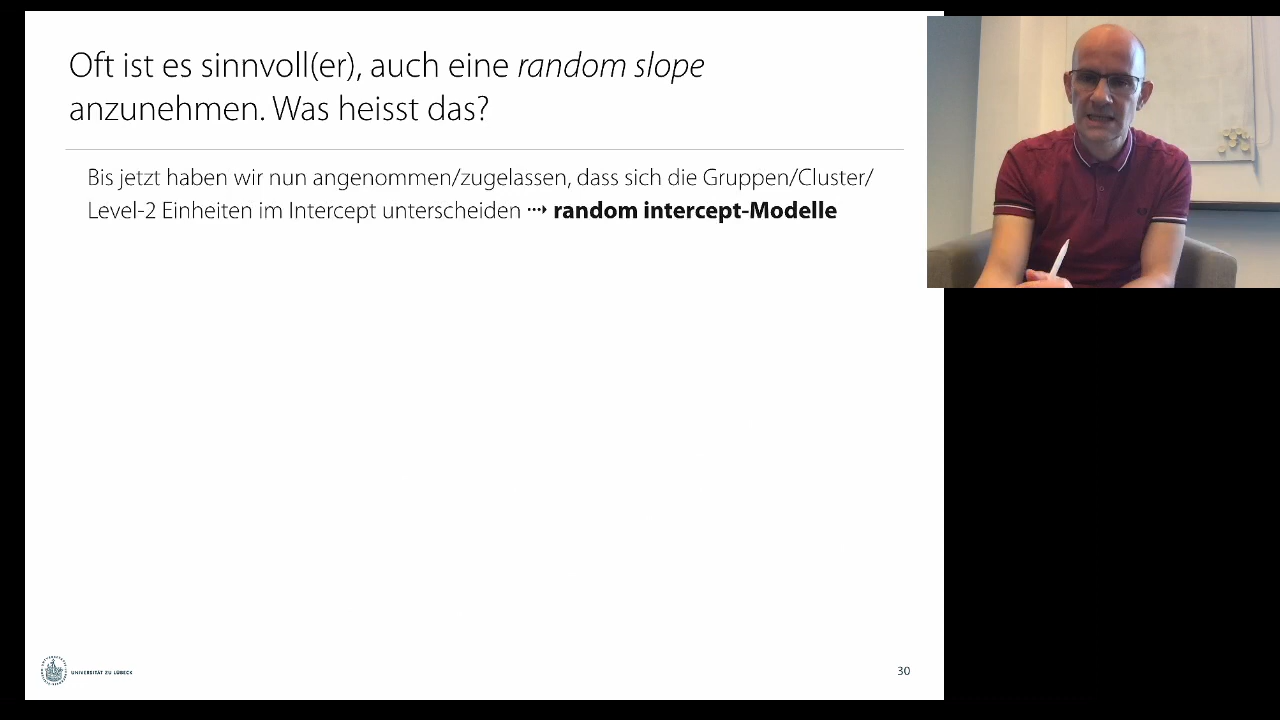 Oft ist es sinnvoll(er), auch eine random slope
anzunehmen. Was heisst das?
Bis jetzt haben wir nun angenommen/zugelassen, dass sich die Gruppen/Cluster/
Level-2 Einheiten im Intercept unterscheiden ⇢ random intercept-Modelle
UNIVERSITÄT ZU LÜBECK
30